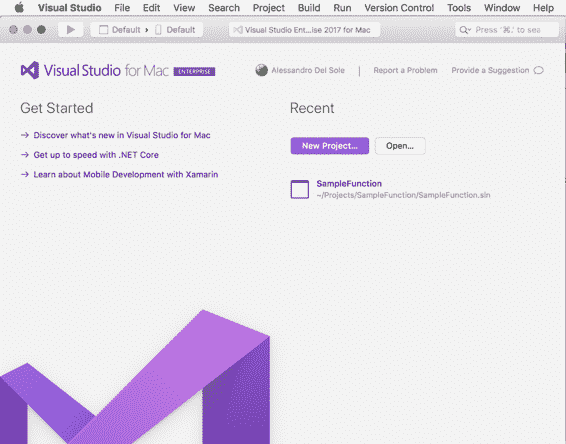 Visual Studio File Edit View Search Project Build Run Version Control Tools Window Help
Default › Default Visual Studio Ent...ise 2017 for Mac Press '⌘.' to sea
Visual Studio for Mac ENTERPRISE Alessandro Del Sole | Report a Problem Provide a Suggestion
Get Started
→ Discover what's new in Visual Studio for Mac
→ Get up to speed with .NET Core
→ Learn about Mobile Development with Xamarin
Recent
New Project... Open...
SampleFunction
~/Projects/SampleFunction/SampleFunction.sln